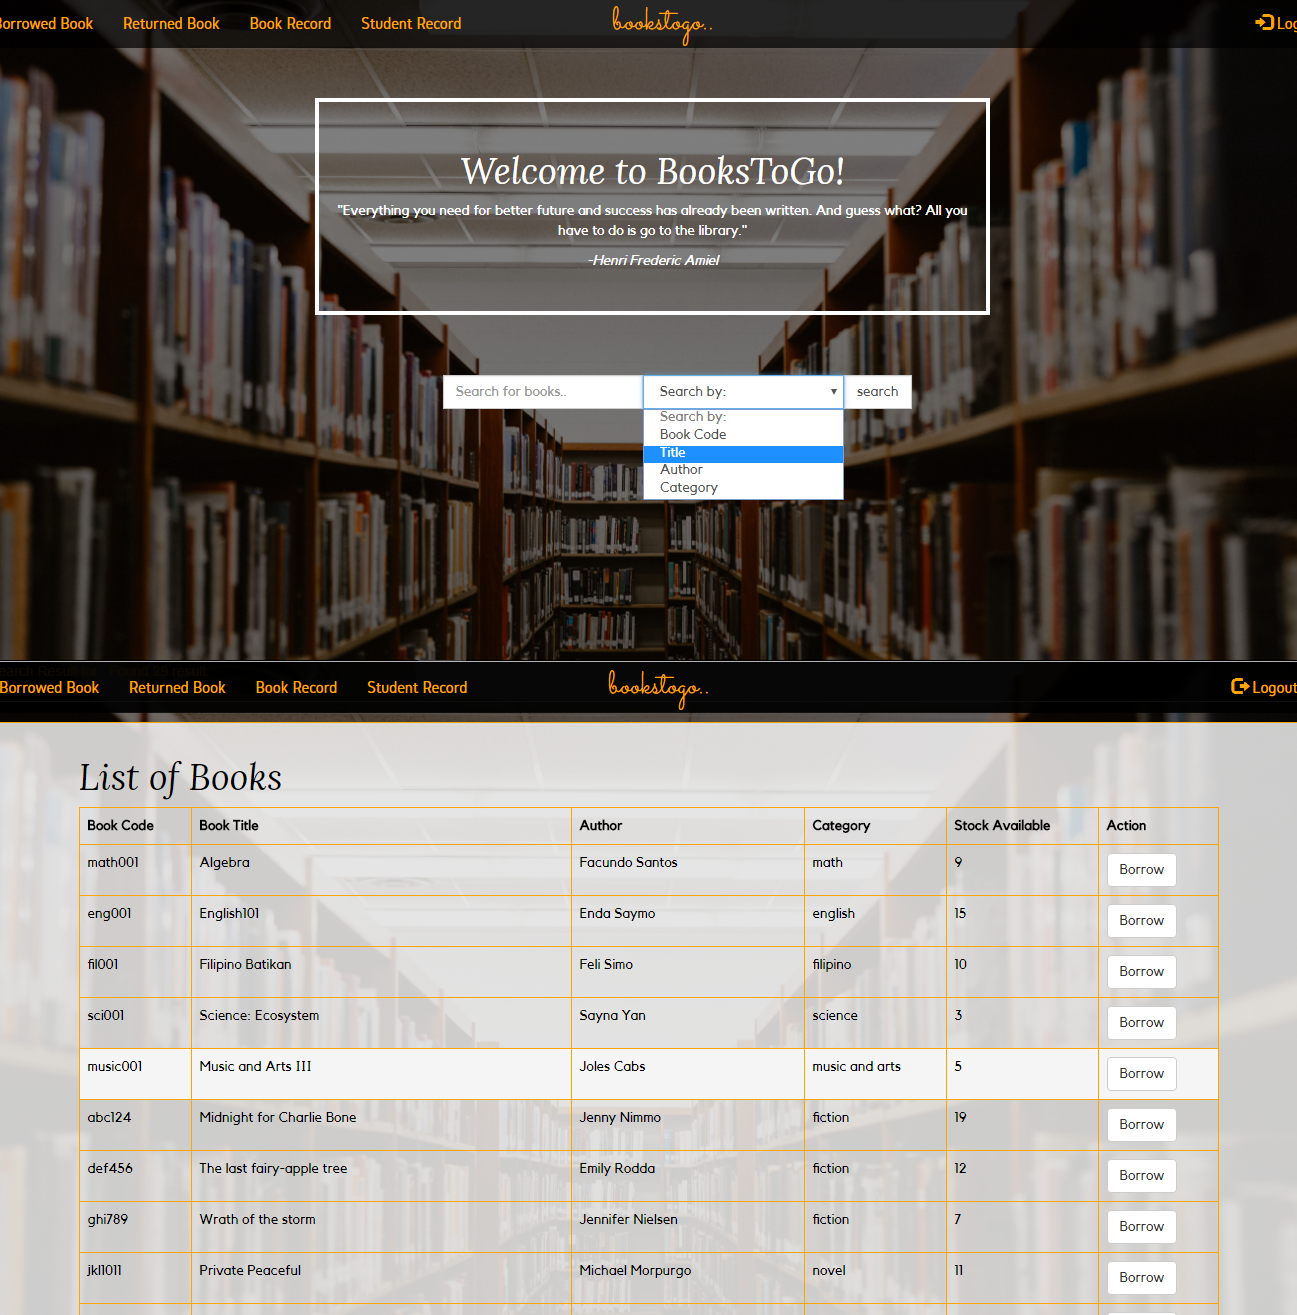 Borrowed Book Returned Book Book Record Student Record bookstogo.. Log
Welcome to BooksToGo!
"Everything you need for better future and success has already been written. And guess what? All you
have to do is go to the library."
-Henri Frederic Amiel
Search for books.. Search by: search
Search by:
Book Code
Title
Author
Category
Borrowed Book Returned Book Book Record Student Record bookstogo.. Logout
List of Books
Book Code Book Title Author Category Stock Available Action
math001 Algebra Facundo Santos math 9 Borrow
eng001 English101 Enda Saymo english 15 Borrow
fil001 Filipino Batikan Feli Simo filipino 10 Borrow
sci001 Science: Ecosystem Sayna Yan science 3 Borrow
music001 Music and Arts III Joles Cabs music and arts 5 Borrow
abc124 Midnight for Charlie Bone Jenny Nimmo fiction 19 Borrow
def456 The last fairy-apple tree Emily Rodda fiction 12 Borrow
ghi789 Wrath of the storm Jennifer Nielsen fiction 7 Borrow
jkl1011 Private Peaceful Michael Morpurgo novel 11 Borrow